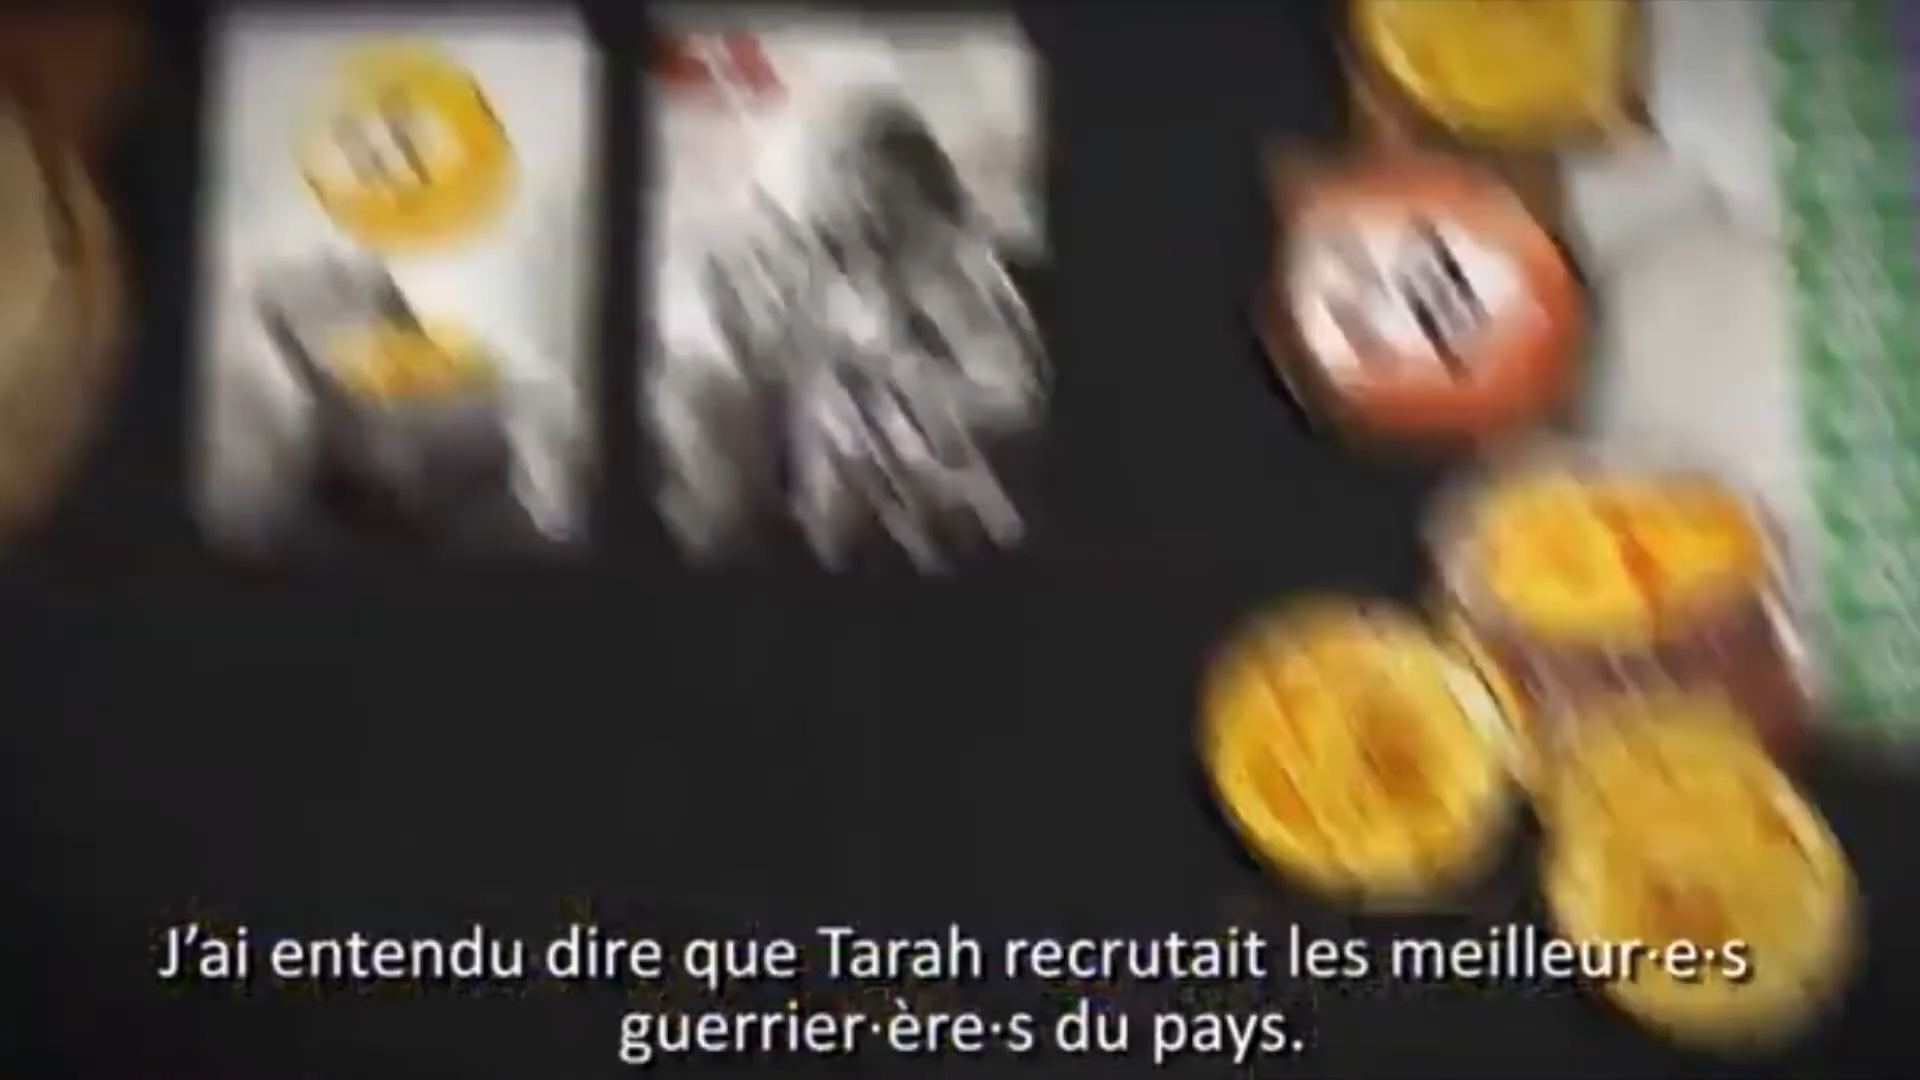 J’ai entendu dire que Tarah recrutait les meilleur·e·s
guerrier·ère·s du pays.